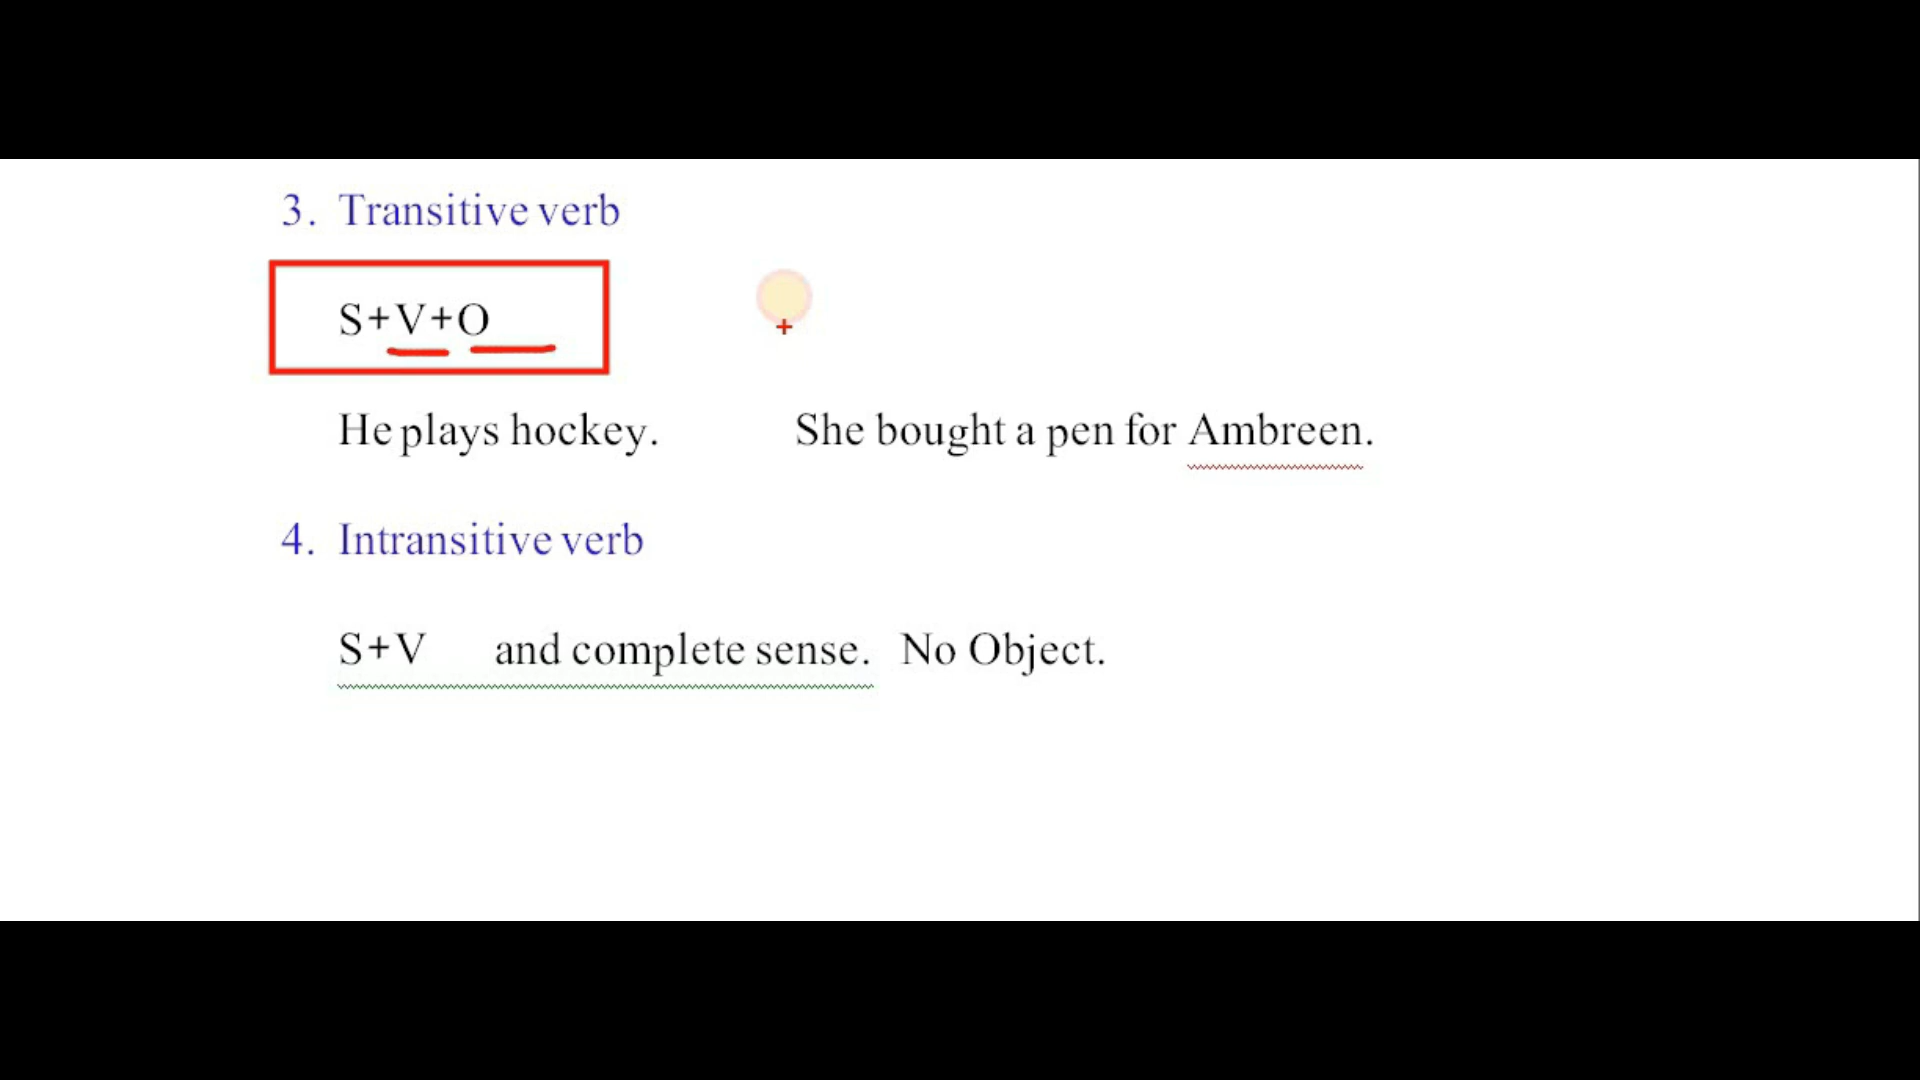 3. Transitive verb
S+V+O
He plays hockey. She bought a pen for Ambreen.
4. Intransitive verb
S+V and complete sense. No Object.